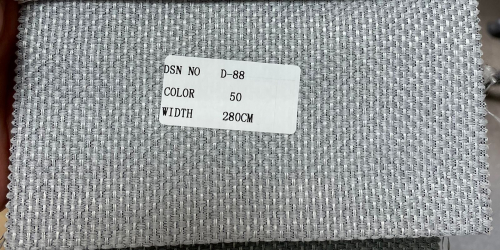 DSN NO D-88
COLOR 50
WIDTH 280CM